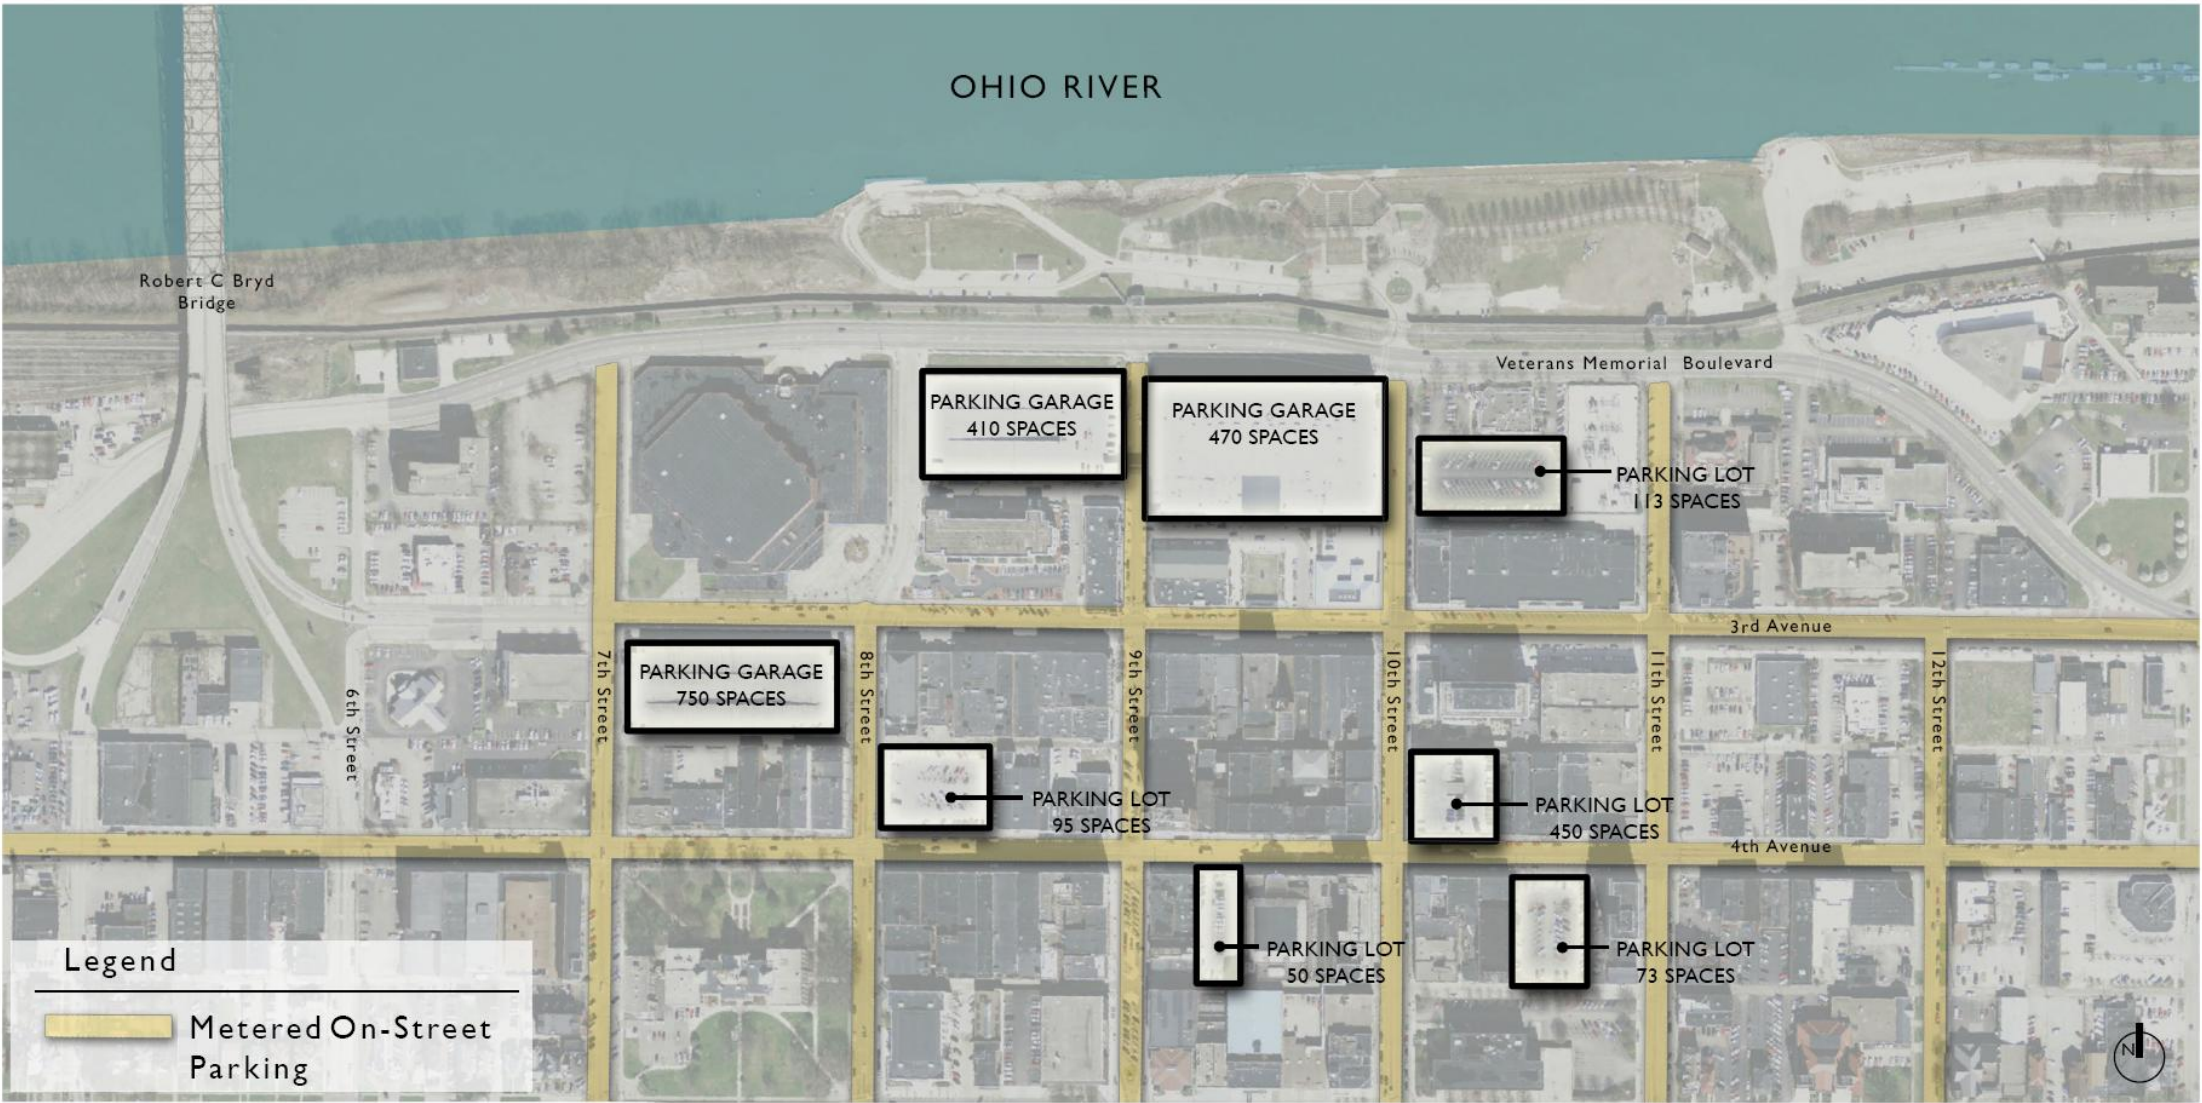 OHIO RIVER
Robert C Bryd
Bridge
Veterans Memorial Boulevard
PARKING GARAGE
410 SPACES
PARKING GARAGE
470 SPACES
PARKING LOT
113 SPACES
3rd Avenue
PARKING GARAGE
750 SPACES
6th Street
7th Street
8th Street
9th Street
10th Street
11th Street
12th Street
PARKING LOT
95 SPACES
PARKING LOT
450 SPACES
4th Avenue
PARKING LOT
50 SPACES
PARKING LOT
73 SPACES
Legend
Metered On-Street
Parking
N